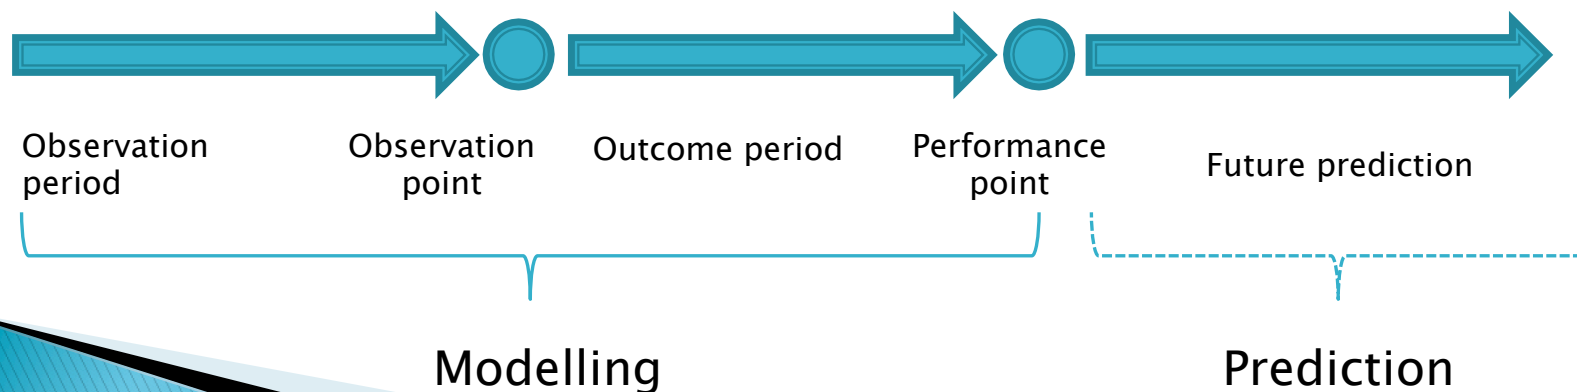 Observation
period
Observation
point
Outcome period
Performance
point
Future prediction
Modelling
Prediction